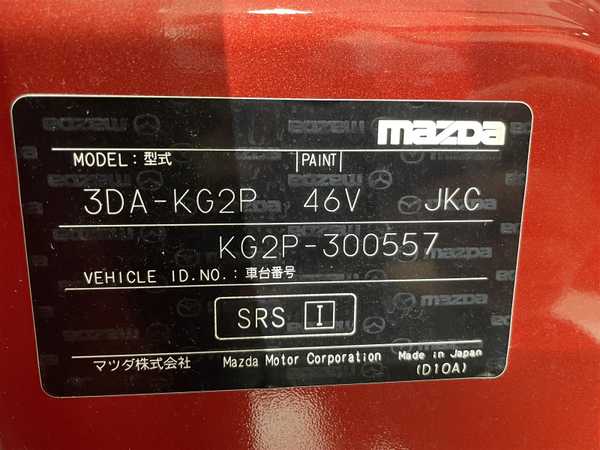 mazda
MODEL:型式 PAINT
3DA-KG2P 46V JKC
KG2P-300557
VEHICLE ID.NO.:車台番号
SRS I
マツダ株式会社 Mazda Motor Corporation Made in Japan
(D10A)